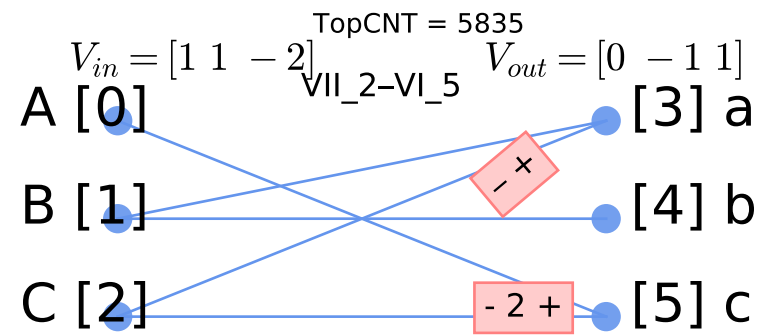 TopCNT = 5835
V_in = [1 1 −2] V_out = [0 −1 1]
VII_2–VI_5
A [0] [3] a
- +
B [1] [4] b
C [2] - 2 + [5] c